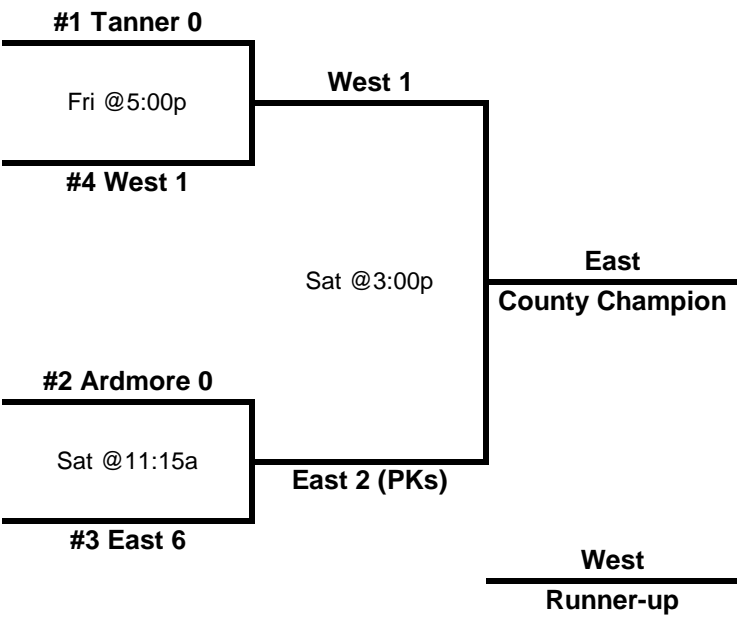 #1 Tanner 0
Fri @5:00p
West 1
#4 West 1
Sat @3:00p
East
County Champion
#2 Ardmore 0
Sat @11:15a
East 2 (PKs)
#3 East 6
West
Runner-up